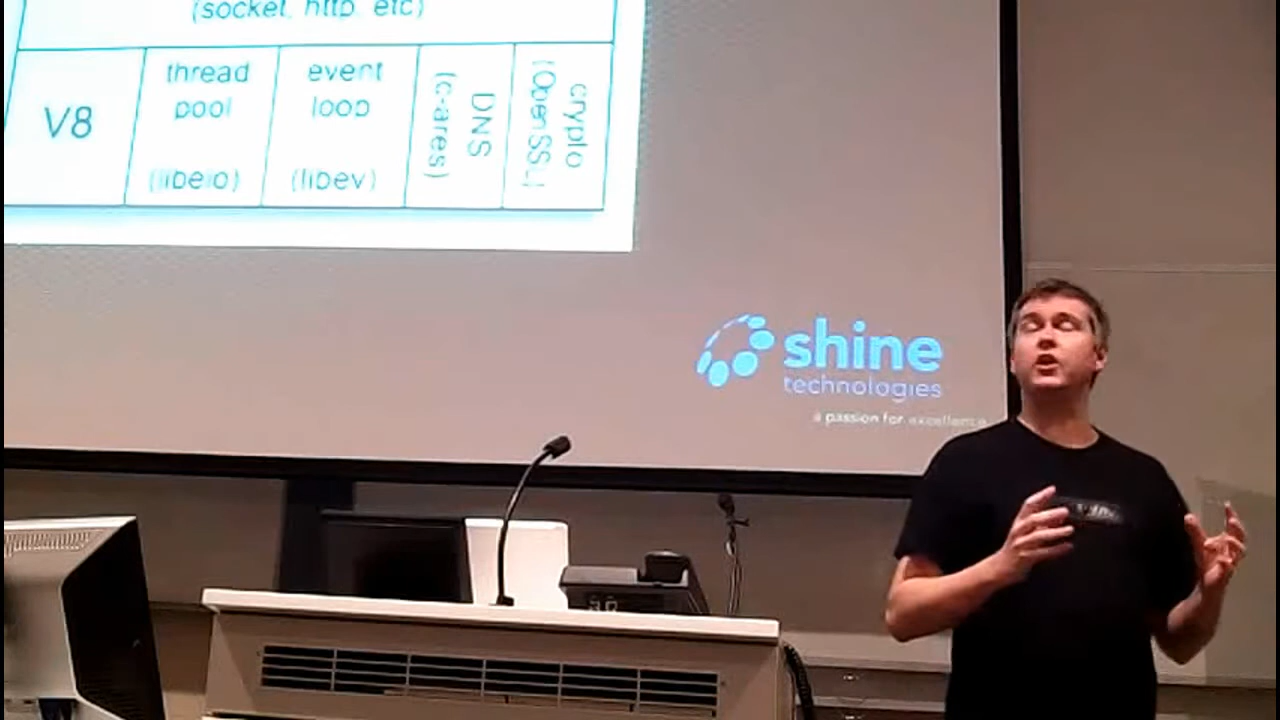 (socket, http, etc)
V8
thread
pool
(libeio)
event
loop
(libev)
DNS
(c-ares)
crypto
(OpenSSL)
shine
technologies
a passion for excellence